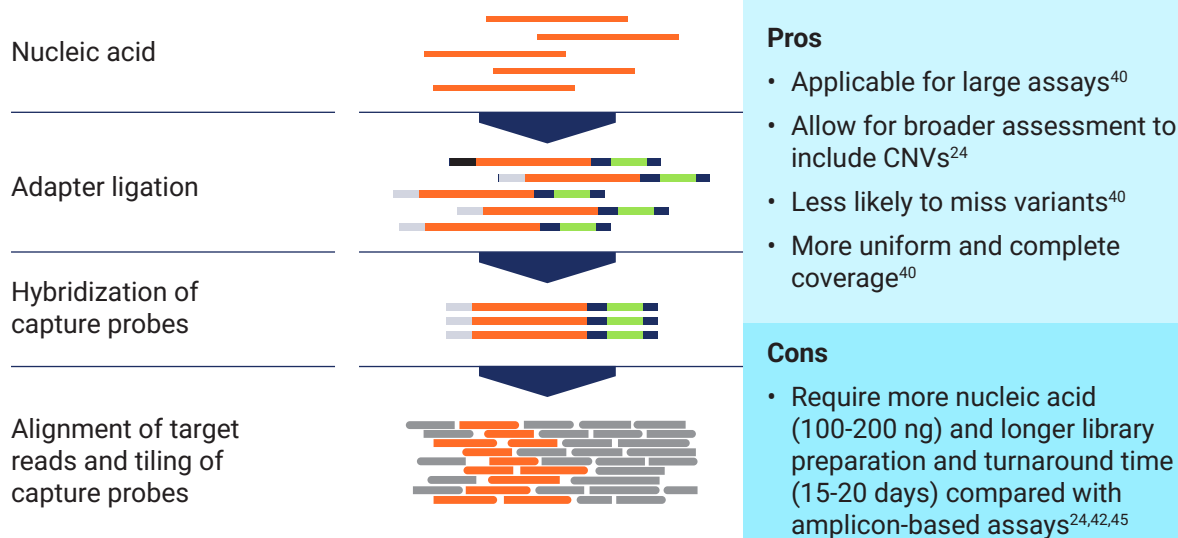 Nucleic acid
Adapter ligation
Hybridization of
capture probes
Alignment of target
reads and tiling of
capture probes
Pros
• Applicable for large assays40
• Allow for broader assessment to
include CNVs24
• Less likely to miss variants40
• More uniform and complete
coverage40
Cons
• Require more nucleic acid
(100-200 ng) and longer library
preparation and turnaround time
(15-20 days) compared with
amplicon-based assays24,42,45